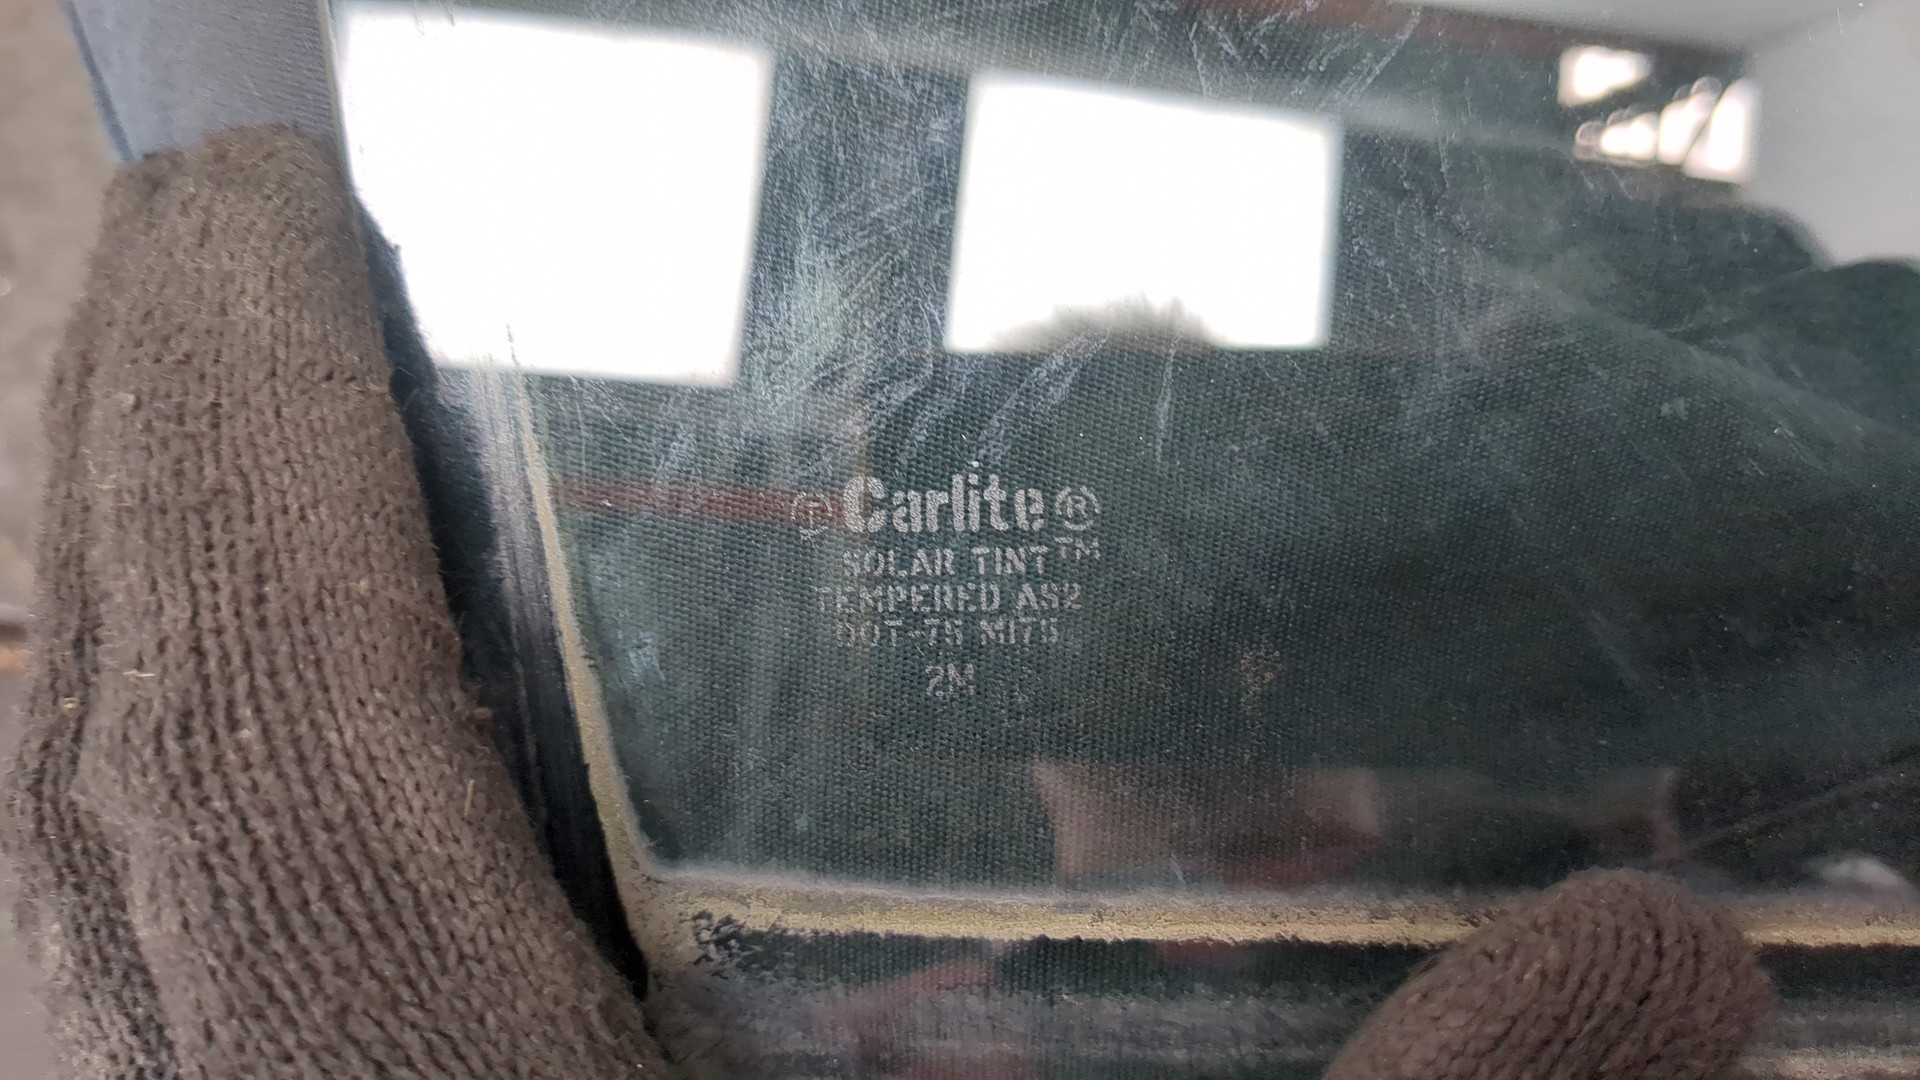 Carlite®
SOLAR TINT™
TEMPERED AS2
DOT-75 M175
2M